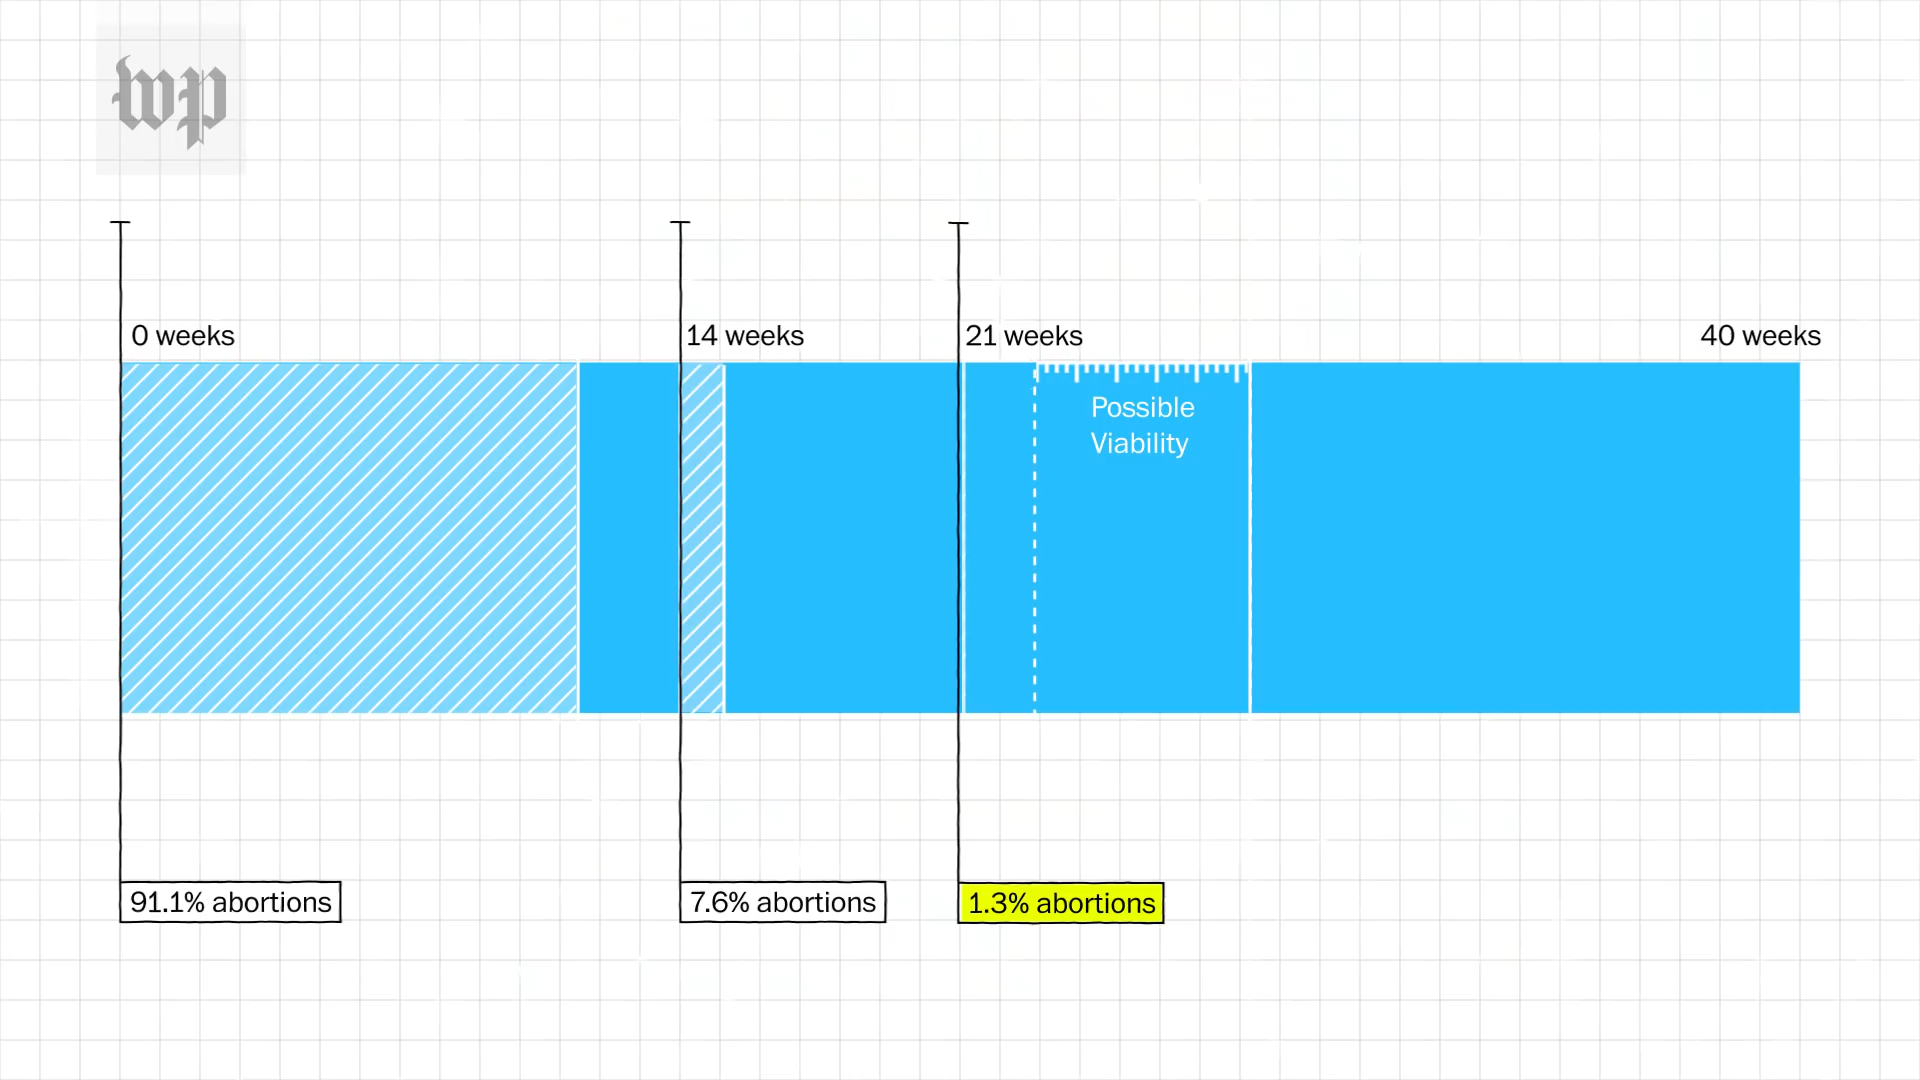 wp
0 weeks
14 weeks
21 weeks
40 weeks
Possible
Viability
91.1% abortions
7.6% abortions
1.3% abortions